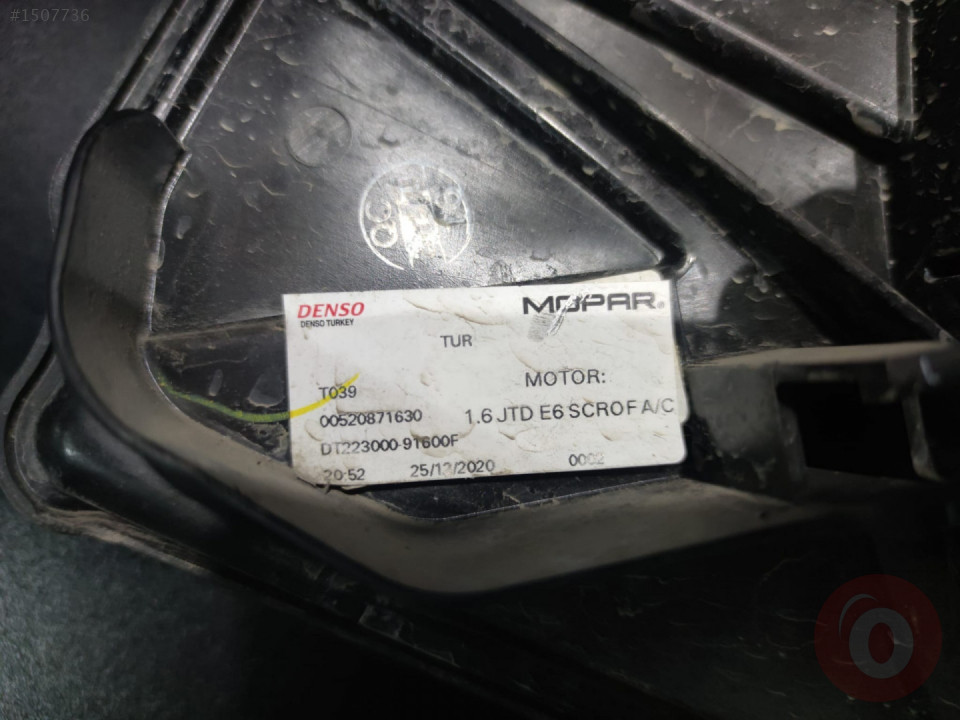 #1507736
DENSO
DENSO TURKEY
MOPAR®
TUR
T039
MOTOR:
00520871630
1.6 JTD E6 SCROF A/C
DT223000-91600F
20:52 25/12/2020 0002